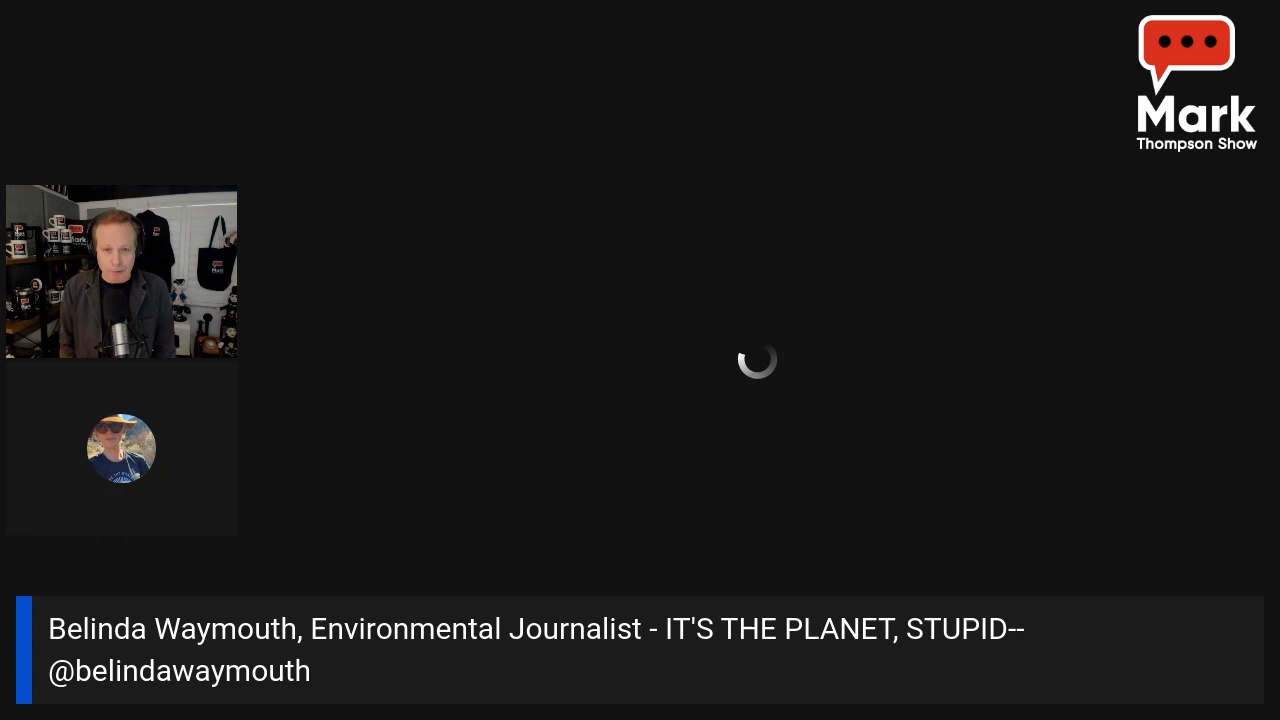 Mark
Thompson Show
Belinda Waymouth, Environmental Journalist - IT'S THE PLANET, STUPID--
@belindawaymouth